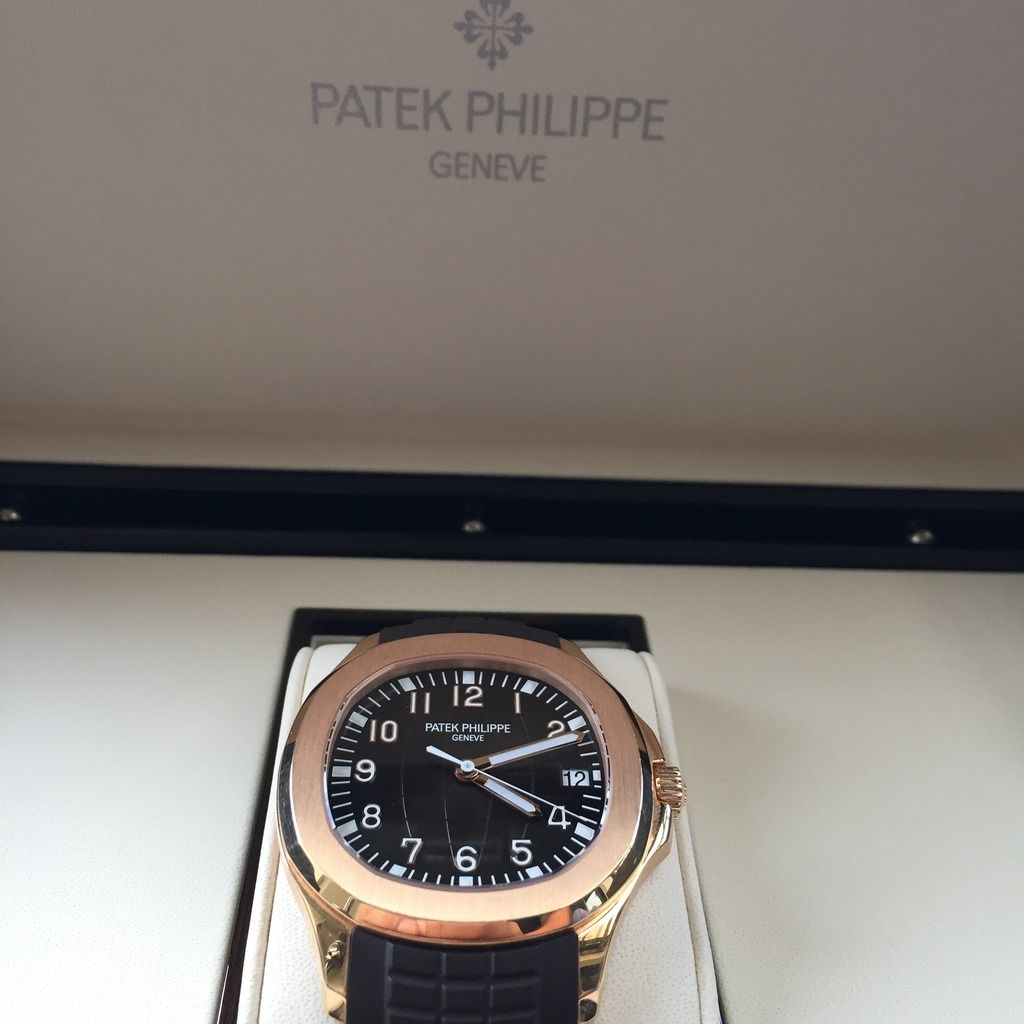 PATEK PHILIPPE
GENEVE
12
11 1
10 2
PATEK PHILIPPE
GENEVE
9 12
8 4
7 5
6